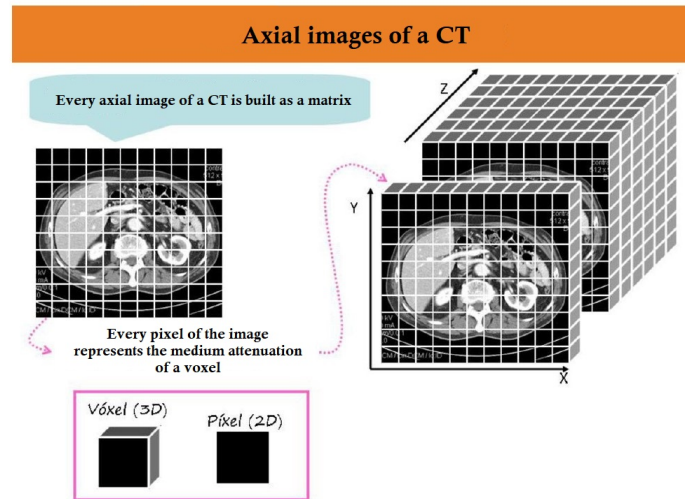 Axial images of a CT
Every axial image of a CT is built as a matrix
Z
Y
X
Every pixel of the image
represents the medium attenuation
of a voxel
Vóxel (3D)
Píxel (2D)